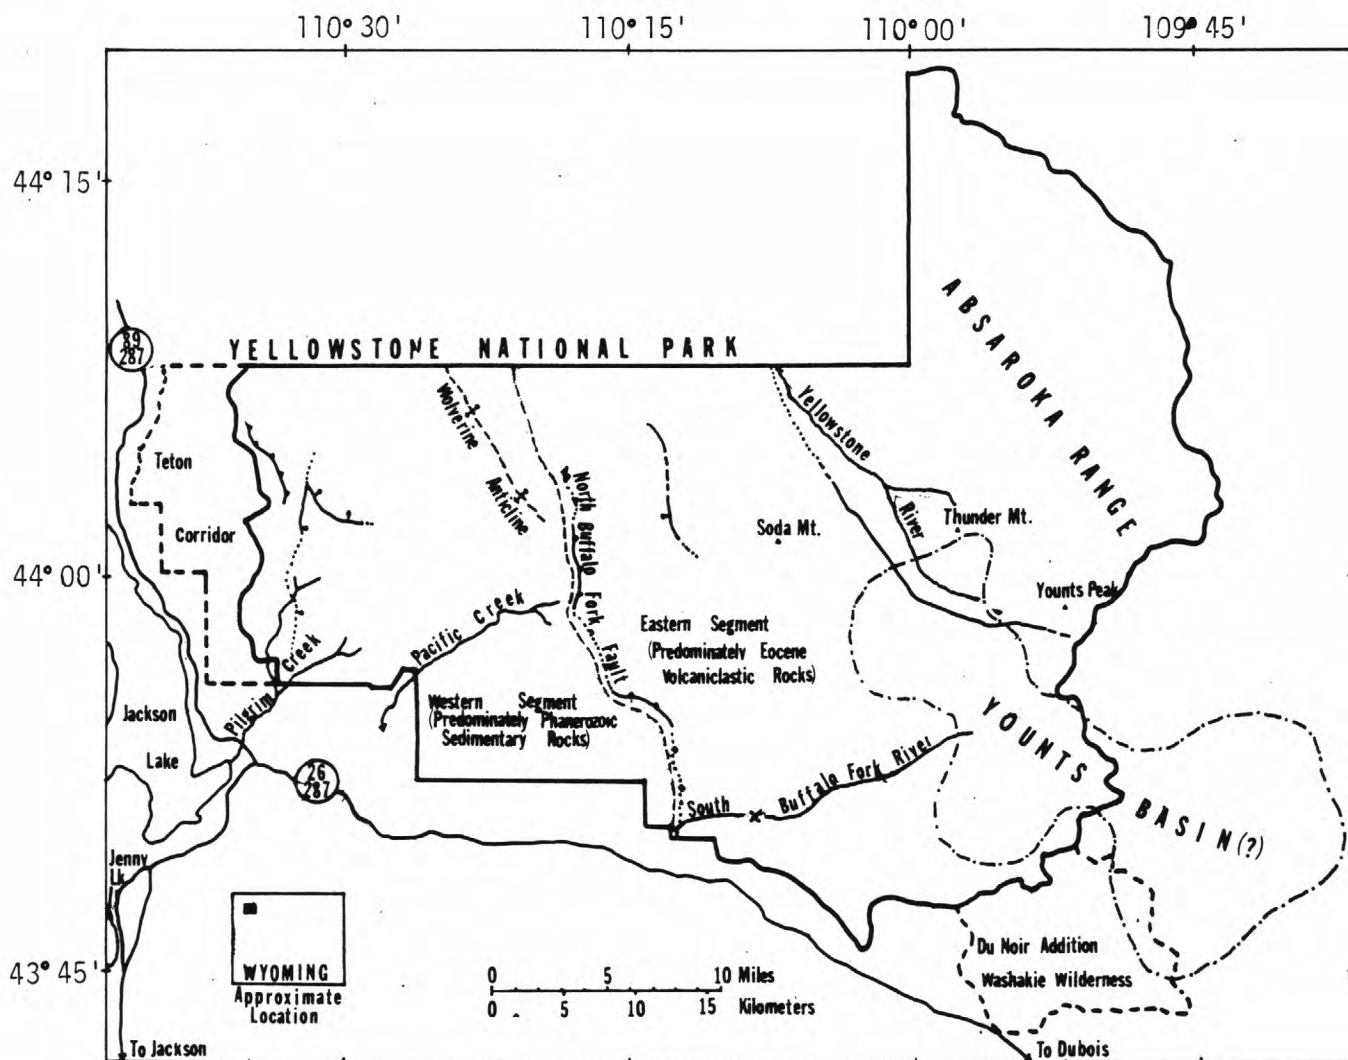 110° 30'
110° 15'
110° 00'
109° 45'
44° 15'
ABSAROKA RANGE
89
287
YELLOWSTONE NATIONAL PARK
Wolverine
Anticline
Yellowstone
River
Teton
Corridor
North Buffalo Fork Fault
Soda Mt.
Thunder Mt.
44° 00'
Younts Peak
Pacific Creek
Eastern Segment
(Predominately Eocene
Volcaniclastic Rocks)
Pilgrim Creek
Western Segment
(Predominately Phanerozoic
Sedimentary Rocks)
Jackson
Lake
YOUNTS BASIN (?)
26
287
South Buffalo Fork River
Jenny
Lk.
Du Noir Addition
Washakie Wilderness
43° 45'
WYOMING
Approximate
Location
0 5 10 Miles
0 5 10 15 Kilometers
To Jackson
To Dubois